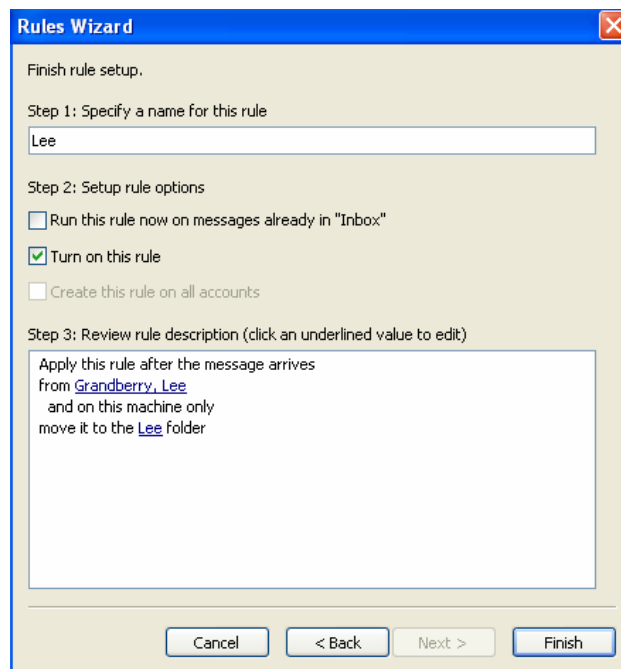 Rules Wizard
Finish rule setup.
Step 1: Specify a name for this rule
Lee
Step 2: Setup rule options
Run this rule now on messages already in "Inbox"
Turn on this rule
Create this rule on all accounts
Step 3: Review rule description (click an underlined value to edit)
Apply this rule after the message arrives
from Grandberry, Lee
and on this machine only
move it to the Lee folder
Cancel < Back Next > Finish